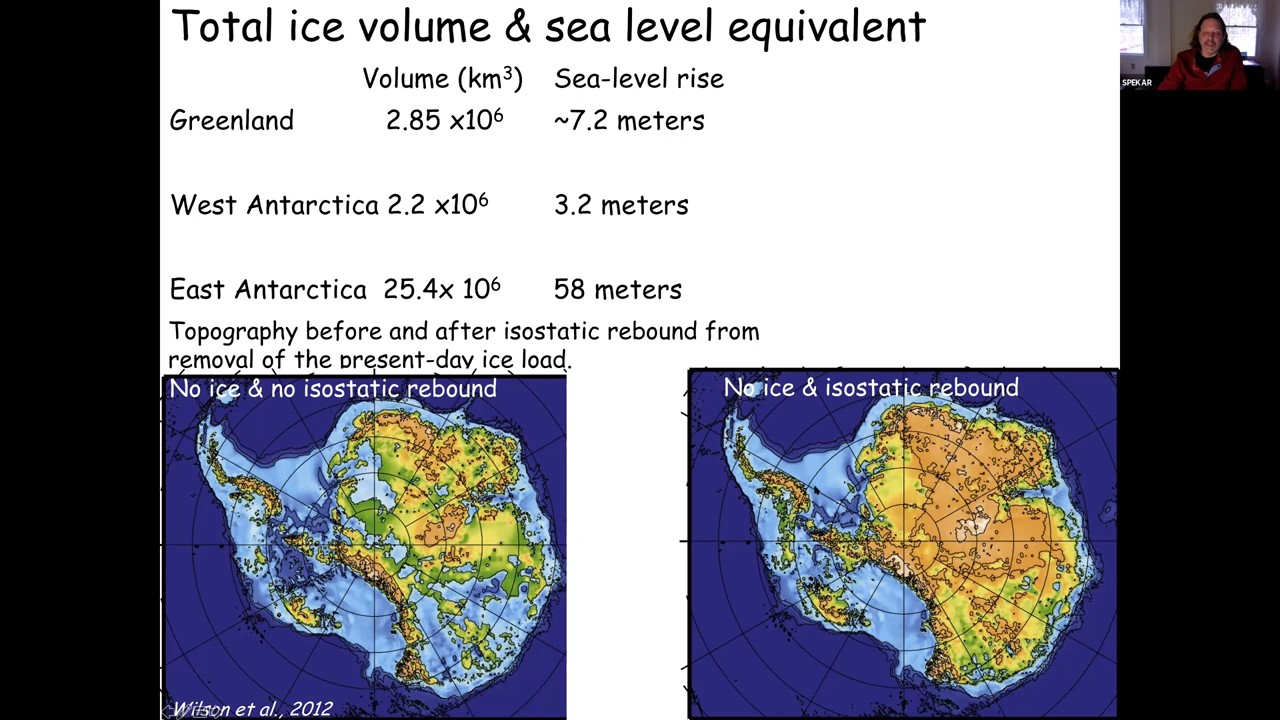 Total ice volume & sea level equivalent
Volume (km³) Sea-level rise
Greenland 2.85 x10⁶ ~7.2 meters
West Antarctica 2.2 x10⁶ 3.2 meters
East Antarctica 25.4x 10⁶ 58 meters
Topography before and after isostatic rebound from
removal of the present-day ice load.
No ice & no isostatic rebound
No ice & isostatic rebound
Wilson et al., 2012
SPEKAR